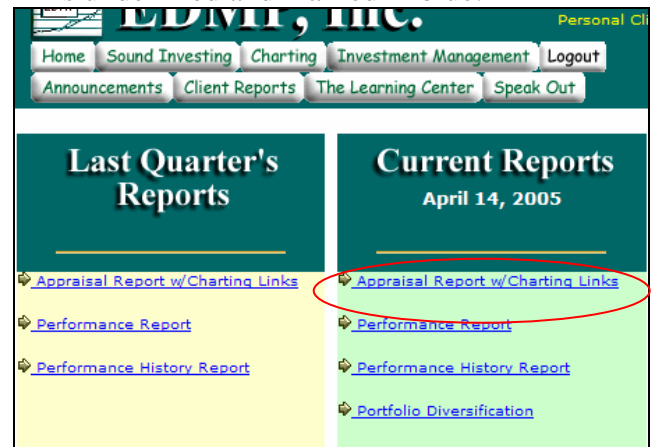 EDMP, Inc.
Personal Cli
Home Sound Investing Charting Investment Management Logout
Announcements Client Reports The Learning Center Speak Out
Last Quarter's
Reports
Appraisal Report w/Charting Links
Performance Report
Performance History Report
Current Reports
April 14, 2005
Appraisal Report w/Charting Links
Performance Report
Performance History Report
Portfolio Diversification